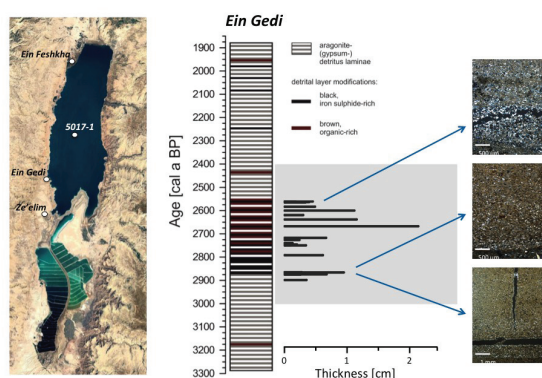 Ein Gedi
Ein Feshkha
5017-1
Ein Gedi
Ze'elim
Age [cal a BP]
1900
2000
2100
2200
2300
2400
2500
2600
2700
2800
2900
3000
3100
3200
3300
aragonite-
(gypsum-)
detritus laminae
detrital layer modifications:
black,
iron sulphide-rich
brown,
organic-rich
0
1
2
Thickness [cm]
500 um
500 um
1 mm